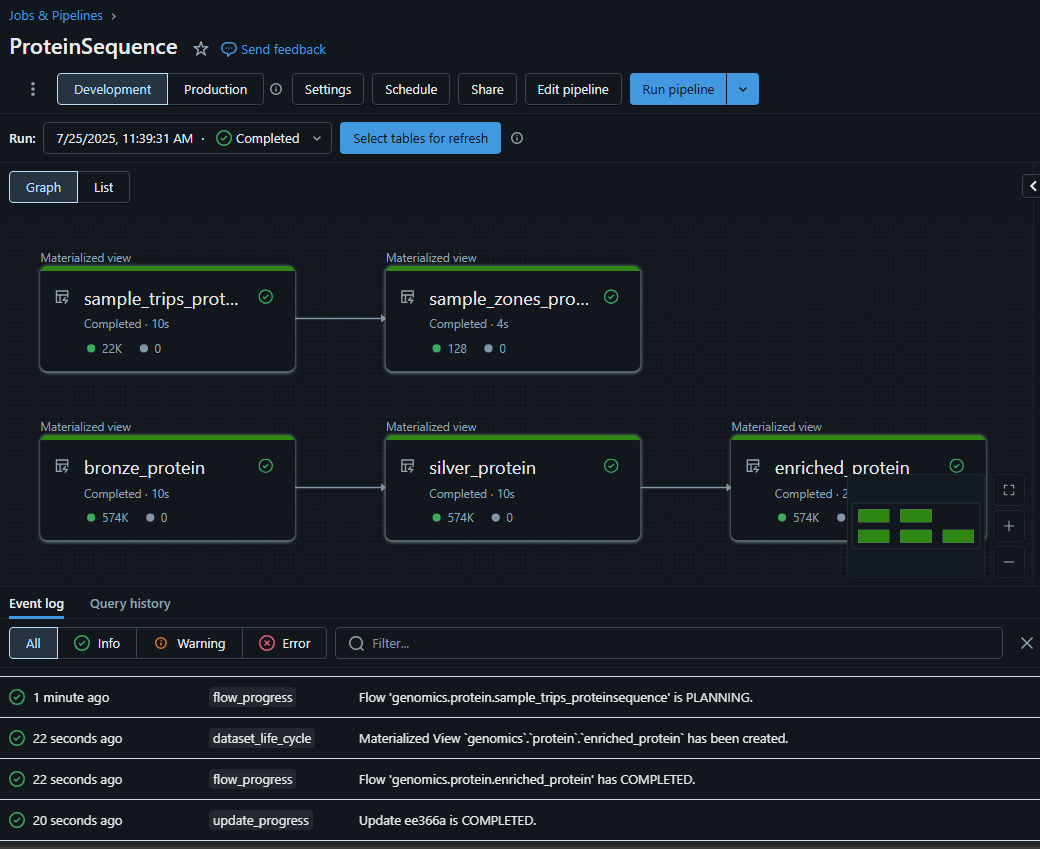 Jobs & Pipelines
ProteinSequence
Send feedback
Development Production Settings Schedule Share Edit pipeline Run pipeline
Run: 7/25/2025, 11:39:31 AM · Completed Select tables for refresh
Graph List
Materialized view
sample_trips_prot...
Completed · 10s
22K 0
Materialized view
sample_zones_pro...
Completed · 4s
128 0
Materialized view
bronze_protein
Completed · 10s
574K 0
Materialized view
silver_protein
Completed · 10s
574K 0
Materialized view
enriched_protein
Completed · 2
574K
Event log Query history
All Info Warning Error Filter...
1 minute ago flow_progress Flow 'genomics.protein.sample_trips_proteinsequence' is PLANNING.
22 seconds ago dataset_life_cycle Materialized View `genomics`.`protein`.`enriched_protein` has been created.
22 seconds ago flow_progress Flow 'genomics.protein.enriched_protein' has COMPLETED.
20 seconds ago update_progress Update ee366a is COMPLETED.